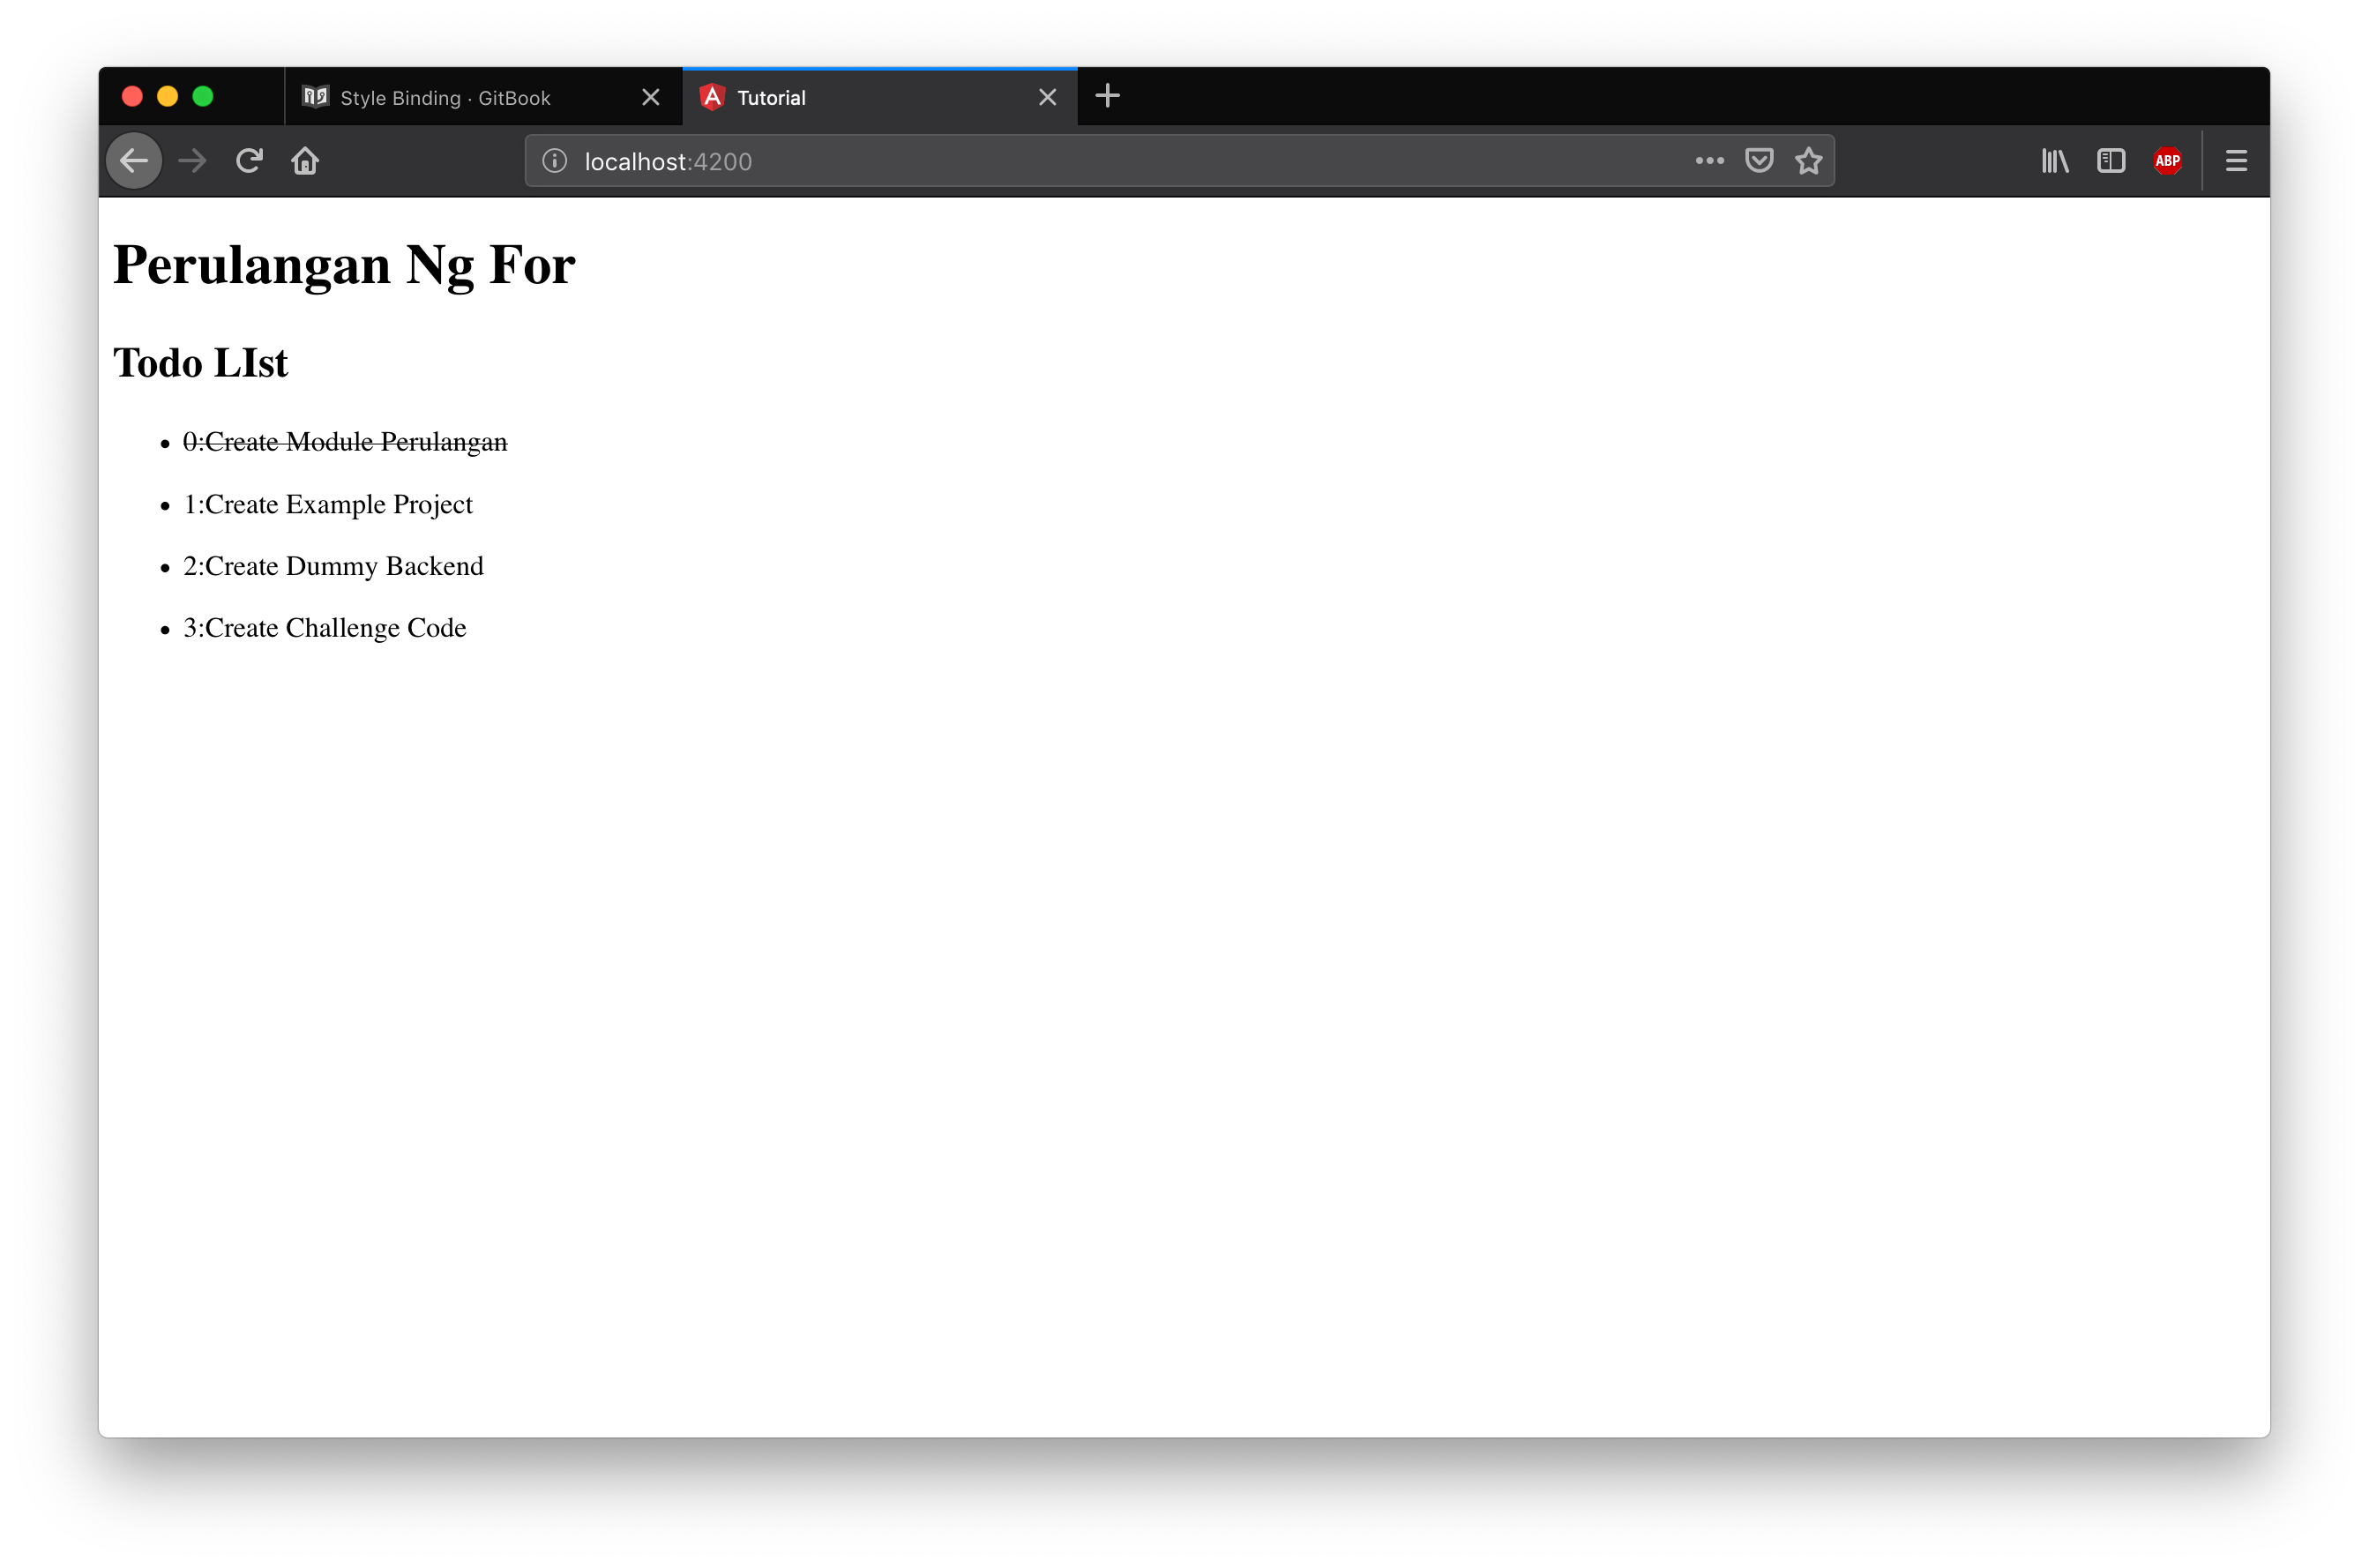 Style Binding · GitBook
Tutorial
localhost:4200
ABP
Perulangan Ng For
Todo LIst
0:Create Module Perulangan
1:Create Example Project
2:Create Dummy Backend
3:Create Challenge Code